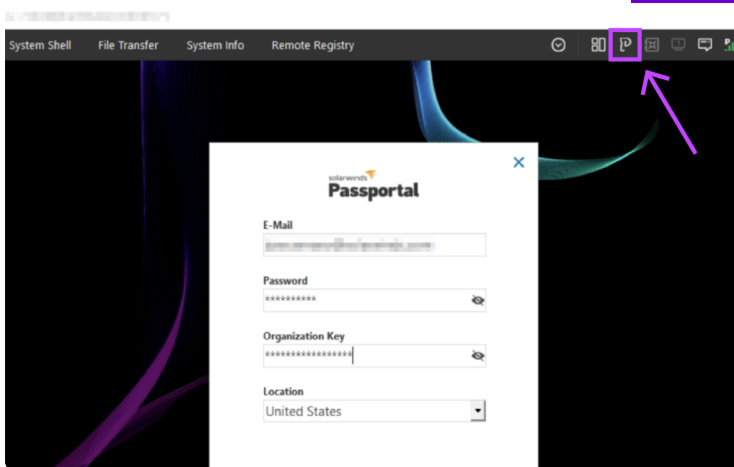 System Shell File Transfer System Info Remote Registry
solarwinds
Passportal
E-Mail
Password
**********
Organization Key
*****************
Location
United States